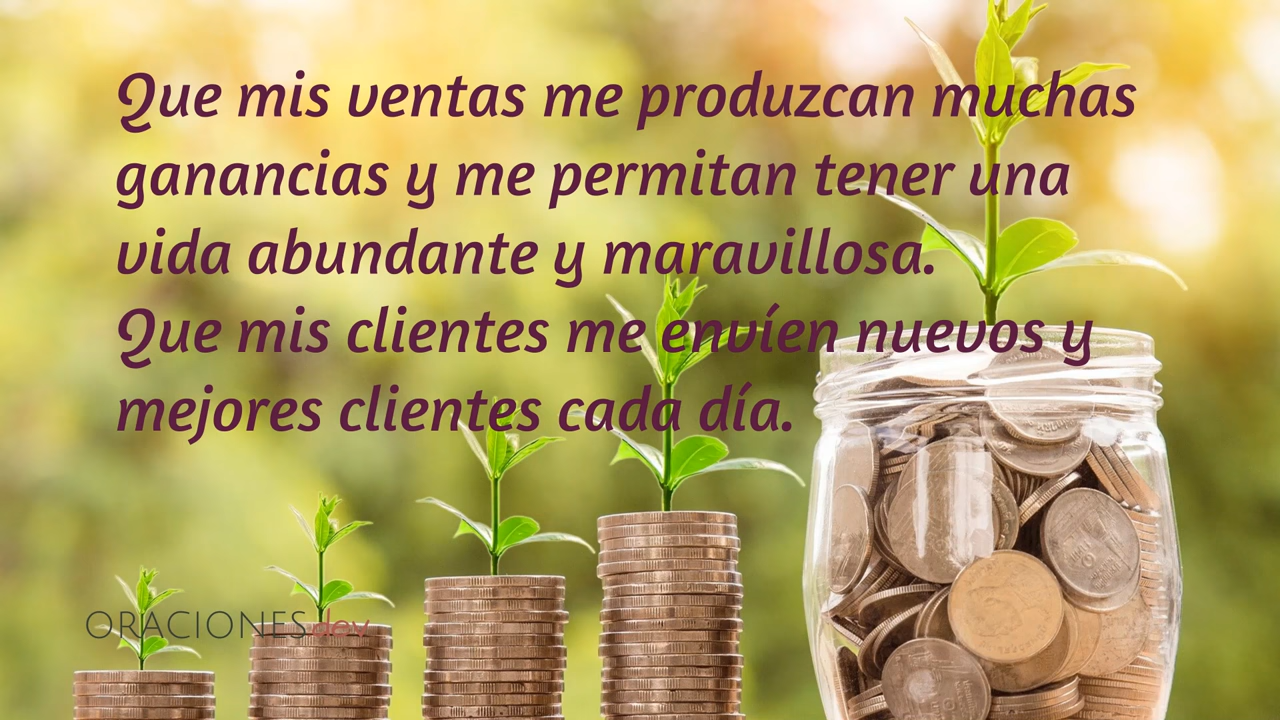 Que mis ventas me produzcan muchas
ganancias y me permitan tener una
vida abundante y maravillosa.
Que mis clientes me envíen nuevos y
mejores clientes cada día.
ORACIONES.dev